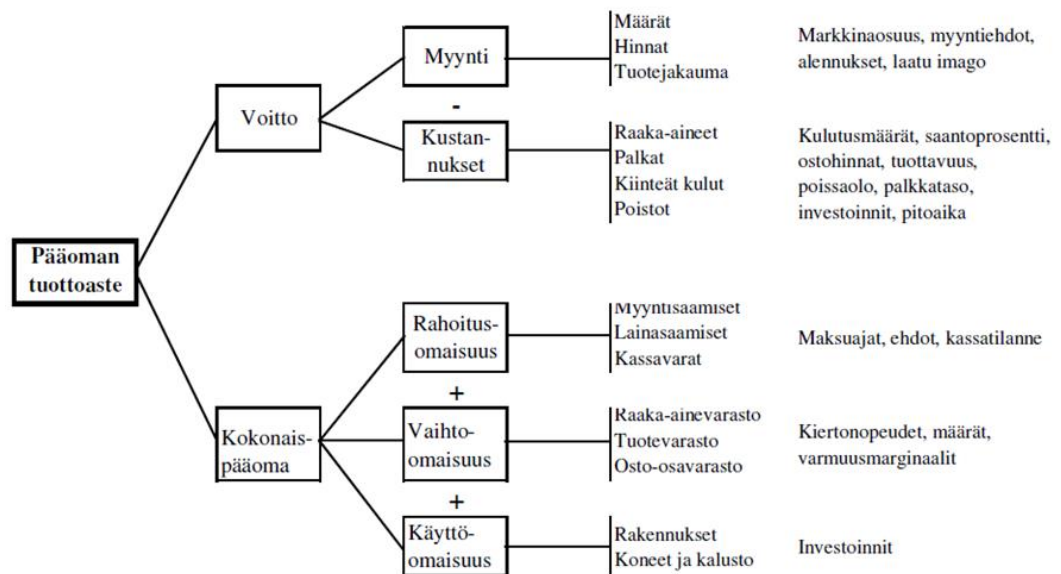 Määrät
Hinnat
Tuotejakauma
Markkinaosuus, myyntiehdot,
alennukset, laatu imago
Myynti
-
Voitto
Kustan-
nukset
Raaka-aineet
Palkat
Kiinteät kulut
Poistot
Kulutusmäärät, saantoprosentti,
ostohinnat, tuottavuus,
poissaolo, palkkataso,
investoinnit, pitoaika
Pääoman
tuottoaste
Rahoitus-
omaisuus
Myyntisaamiset
Lainasaamiset
Kassavarat
Maksuajat, ehdot, kassatilanne
+
Kokonais-
pääoma
Vaihto-
omaisuus
Raaka-ainevarasto
Tuotevarasto
Osto-osavarasto
Kiertonopeudet, määrät,
varmuusmarginaalit
+
Käyttö-
omaisuus
Rakennukset
Koneet ja kalusto
Investoinnit